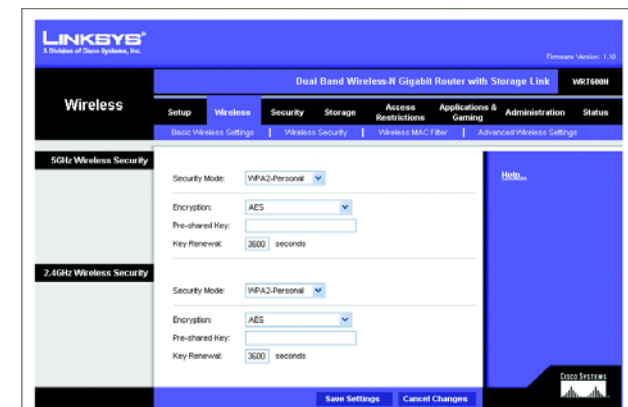 LINKSYS®
A Division of Cisco Systems, Inc.
Firmware Version: 1.10
Dual Band Wireless-N Gigabit Router with Storage Link WRT600N
Wireless
Setup Wireless Security Storage Access Restrictions Applications & Gaming Administration Status
Basic Wireless Settings | Wireless Security | Wireless MAC Filter | Advanced Wireless Settings
5GHz Wireless Security
Help...
Security Mode: WPA2-Personal
Encryption: AES
Pre-shared Key:
Key Renewal: 3600 seconds
2.4GHz Wireless Security
Security Mode: WPA2-Personal
Encryption: AES
Pre-shared Key:
Key Renewal: 3600 seconds
CISCO SYSTEMS
Save Settings Cancel Changes